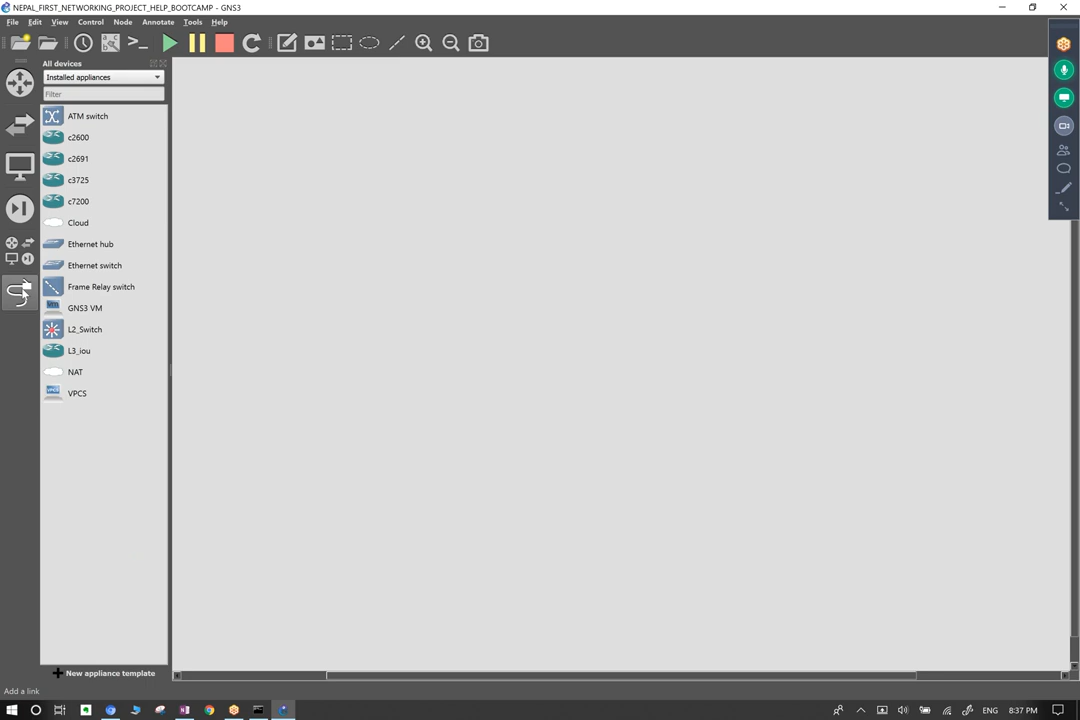 NEPAL_FIRST_NETWORKING_PROJECT_HELP_BOOTCAMP - GNS3
File Edit View Control Node Annotate Tools Help
All devices
Installed appliances
Filter
ATM switch
c2600
c2691
c3725
c7200
Cloud
Ethernet hub
Ethernet switch
Frame Relay switch
GNS3 VM
L2_Switch
L3_iou
NAT
VPCS
New appliance template
Add a link
ENG 8:37 PM